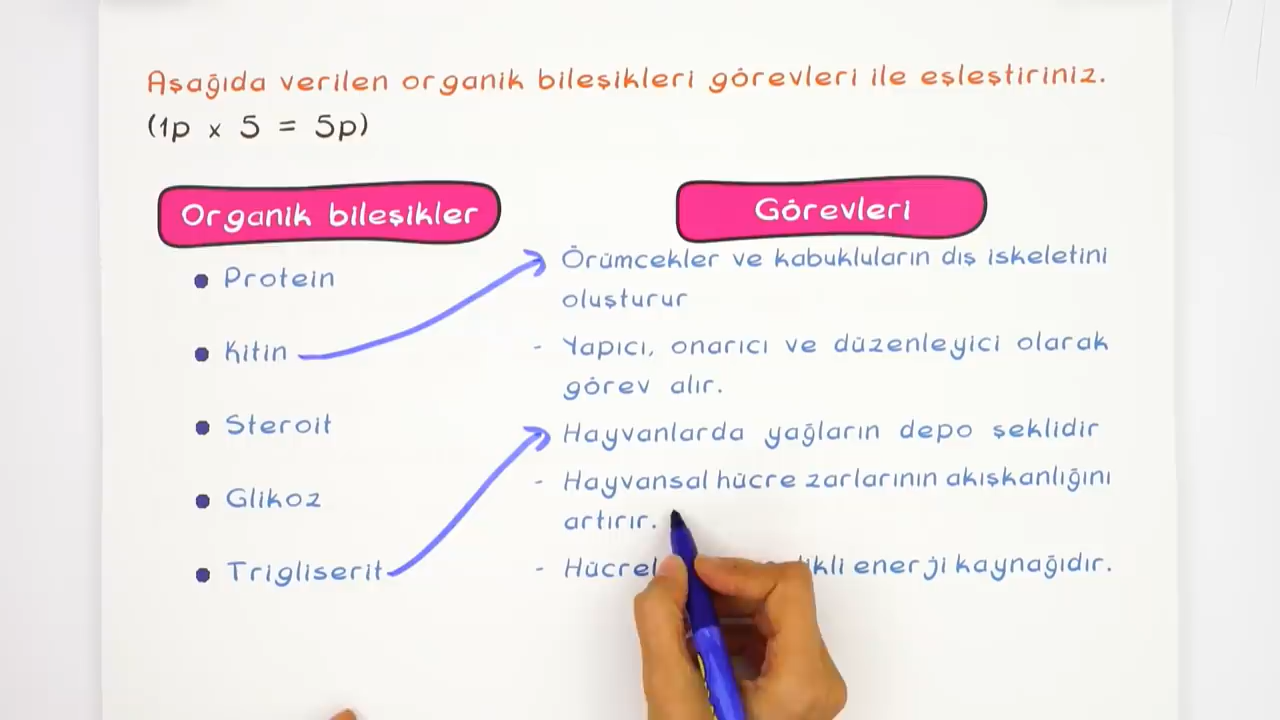 Aşağıda verilen organik bileşikleri görevleri ile eşleştiriniz.
(1p x 5 = 5p)
Organik bileşikler
Görevleri
Protein
Kitin
Steroit
Glikoz
Trigliserit
Örümcekler ve kabukluların dış iskeletini
oluşturur
- Yapıcı, onarıcı ve düzenleyici olarak
görev alır.
Hayvanlarda yağların depo şeklidir
- Hayvansal hücre zarlarının akışkanlığını
artırır.
- enerji kaynağıdır.